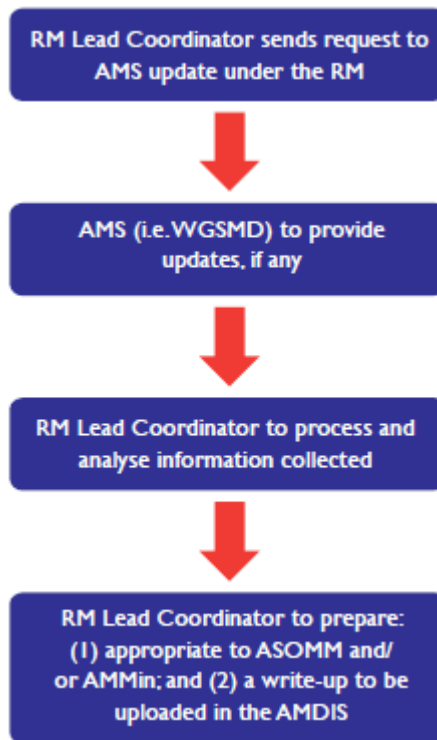 RM Lead Coordinator sends request to
AMS update under the RM
AMS (i.e. WGSMD) to provide
updates, if any
RM Lead Coordinator to process and
analyse information collected
RM Lead Coordinator to prepare:
(1) appropriate to ASOMM and/
or AMMin; and (2) a write-up to be
uploaded in the AMDIS